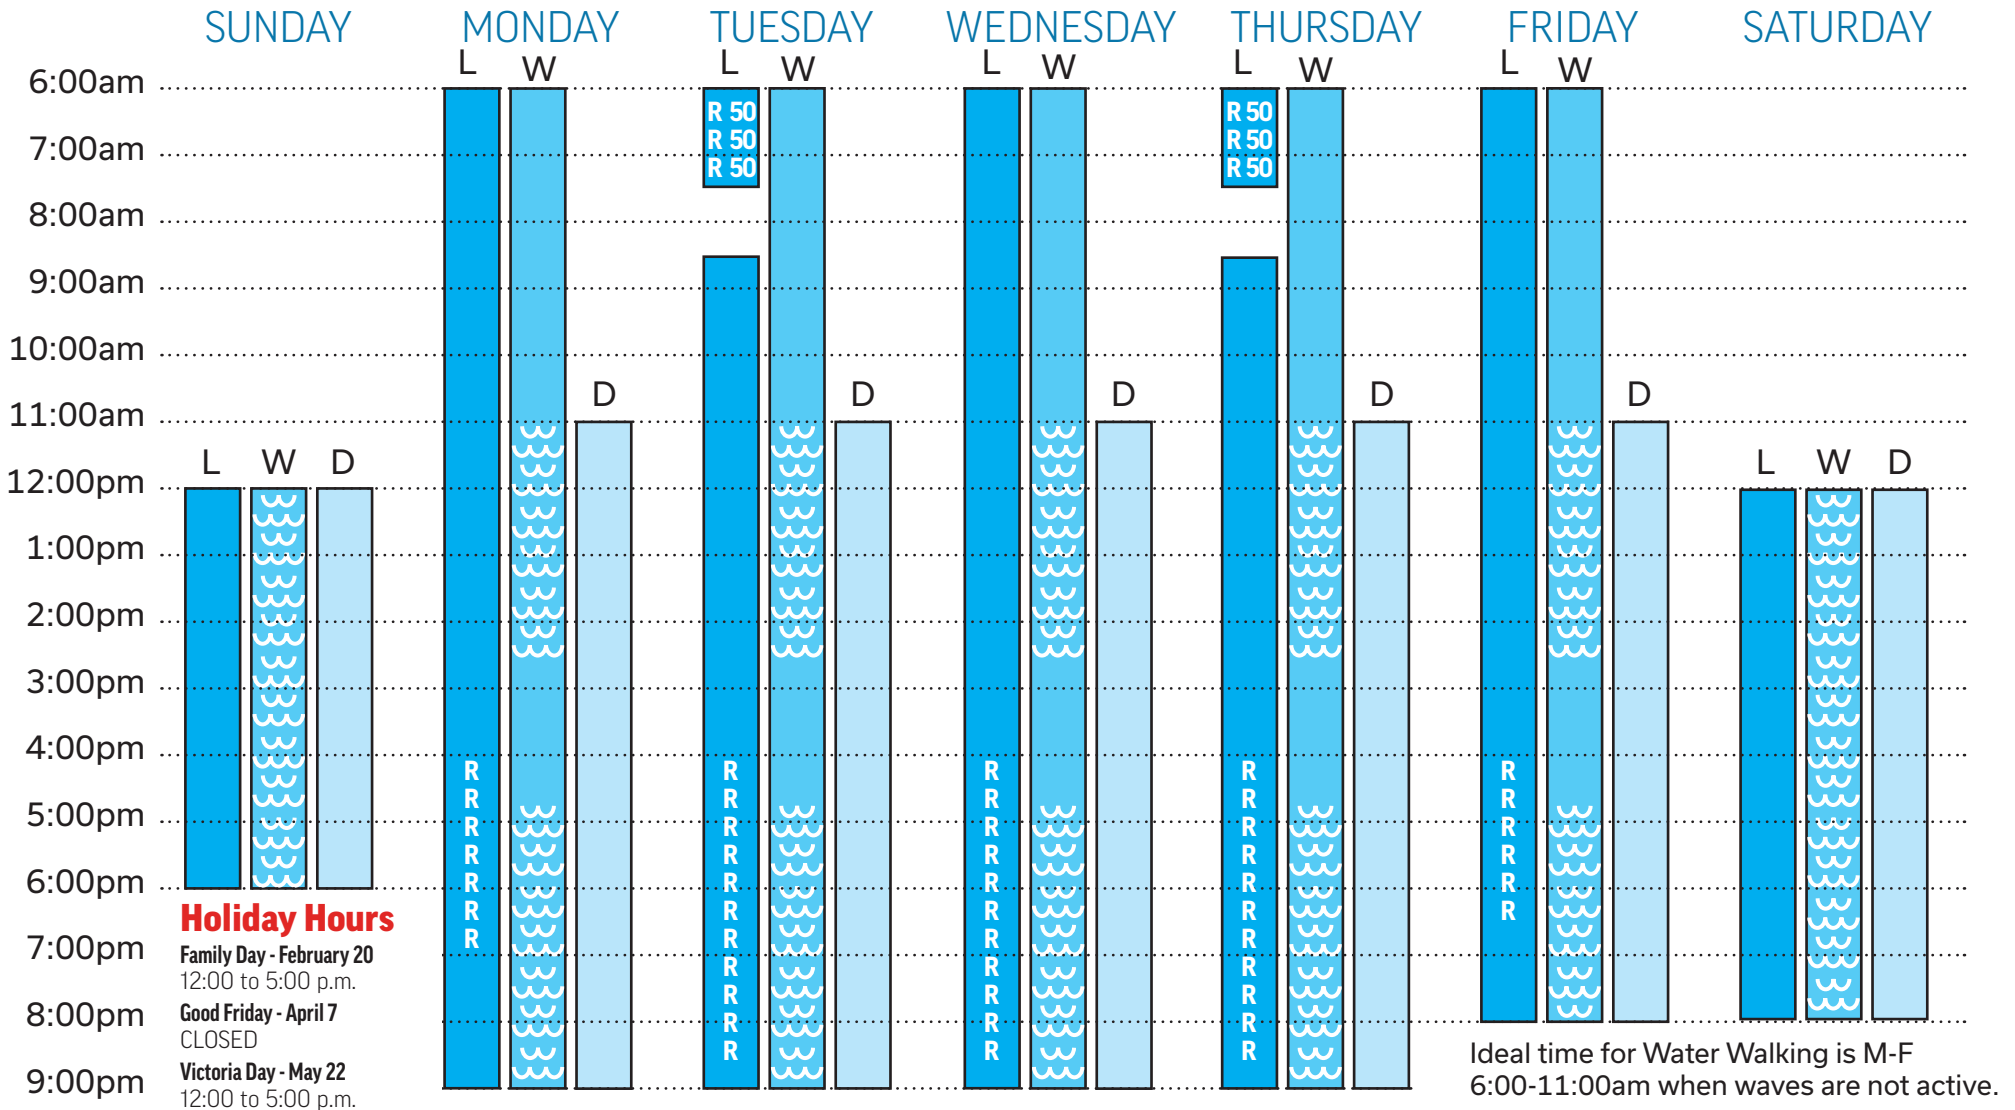 SUNDAY MONDAY TUESDAY WEDNESDAY THURSDAY FRIDAY SATURDAY
L W L W L W L W L W
6:00am
R 50 R 50
R 50 R 50
7:00am
R 50 R 50
8:00am
9:00am
10:00am
D D D D D
11:00am
L W D L W D
12:00pm
1:00pm
2:00pm
3:00pm
4:00pm
R R R R R
R R R R R
5:00pm
R R R R R
R R R R R
6:00pm
R R R R R
R R R R R
R R R R
7:00pm
R R R
R R R
8:00pm
R R R
R R R
9:00pm
Holiday Hours
Family Day - February 20
12:00 to 5:00 p.m.
Good Friday - April 7
CLOSED
Victoria Day - May 22
12:00 to 5:00 p.m.
Ideal time for Water Walking is M-F
6:00-11:00am when waves are not active.